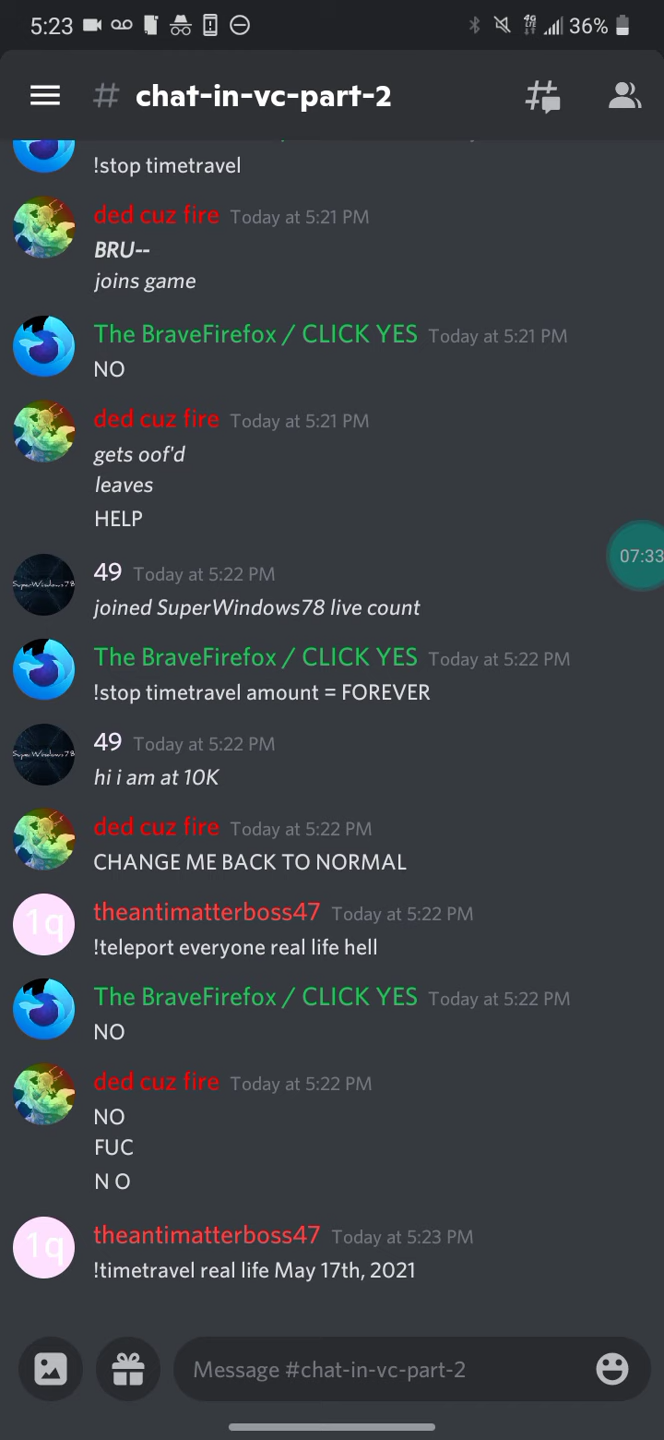 5:23 4G LTE 36%
# chat-in-vc-part-2
!stop timetravel
ded cuz fire Today at 5:21 PM
BRU--
joins game
The BraveFirefox / CLICK YES Today at 5:21 PM
NO
ded cuz fire Today at 5:21 PM
gets oof'd
leaves
HELP
07:33
49 Today at 5:22 PM
SuperWindows78
joined SuperWindows78 live count
The BraveFirefox / CLICK YES Today at 5:22 PM
!stop timetravel amount = FOREVER
49 Today at 5:22 PM
SuperWindows78
hi i am at 10K
ded cuz fire Today at 5:22 PM
CHANGE ME BACK TO NORMAL
1q
theantimatterboss47 Today at 5:22 PM
!teleport everyone real life hell
The BraveFirefox / CLICK YES Today at 5:22 PM
NO
ded cuz fire Today at 5:22 PM
NO
FUC
N O
1q
theantimatterboss47 Today at 5:23 PM
!timetravel real life May 17th, 2021
Message #chat-in-vc-part-2